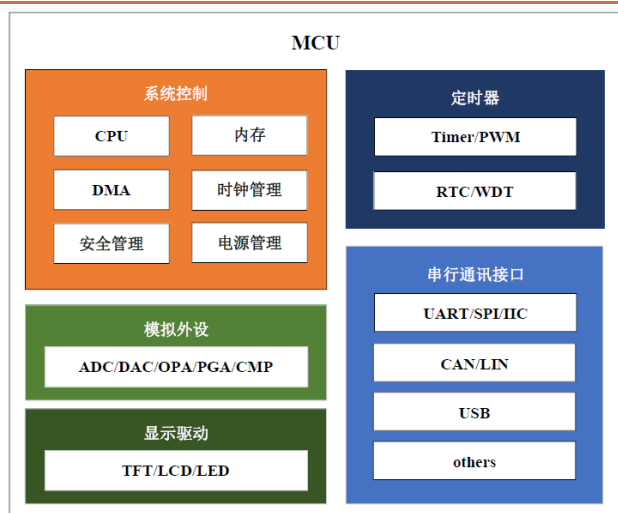 MCU
系统控制
CPU
内存
DMA
时钟管理
安全管理
电源管理
模拟外设
ADC/DAC/OPA/PGA/CMP
显示驱动
TFT/LCD/LED
定时器
Timer/PWM
RTC/WDT
串行通讯接口
UART/SPI/IIC
CAN/LIN
USB
others